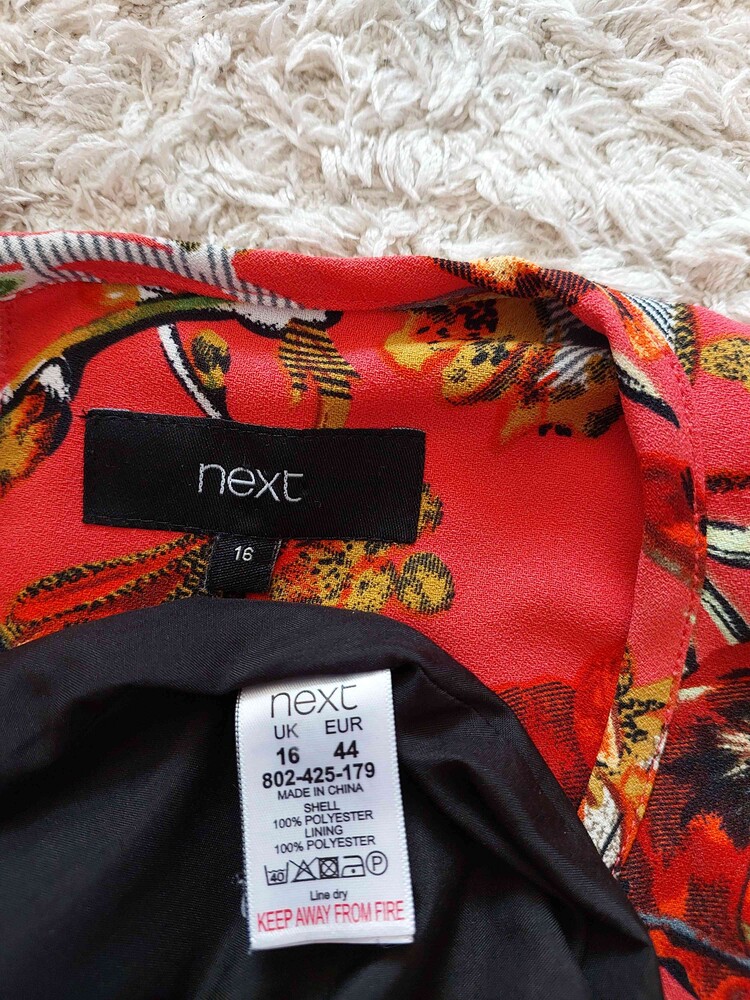 next
16
next
UK EUR
16 44
802-425-179
MADE IN CHINA
SHELL
100% POLYESTER
LINING
100% POLYESTER
40 P
Line dry
KEEP AWAY FROM FIRE